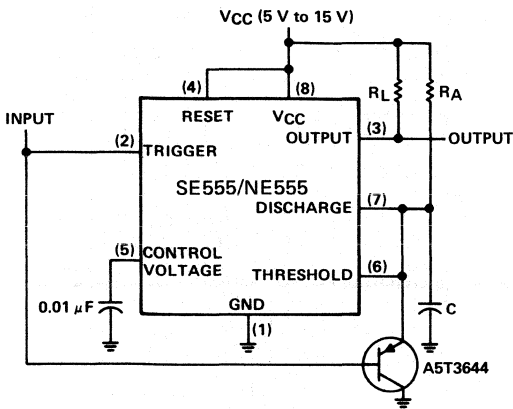 VCC (5 V to 15 V)
(4)
(8)
RL
RA
RESET
VCC
INPUT
OUTPUT
(3)
OUTPUT
(2)
TRIGGER
SE555/NE555
DISCHARGE
(7)
(5)
CONTROL
VOLTAGE
THRESHOLD
(6)
0.01 μF
GND
C
(1)
A5T3644